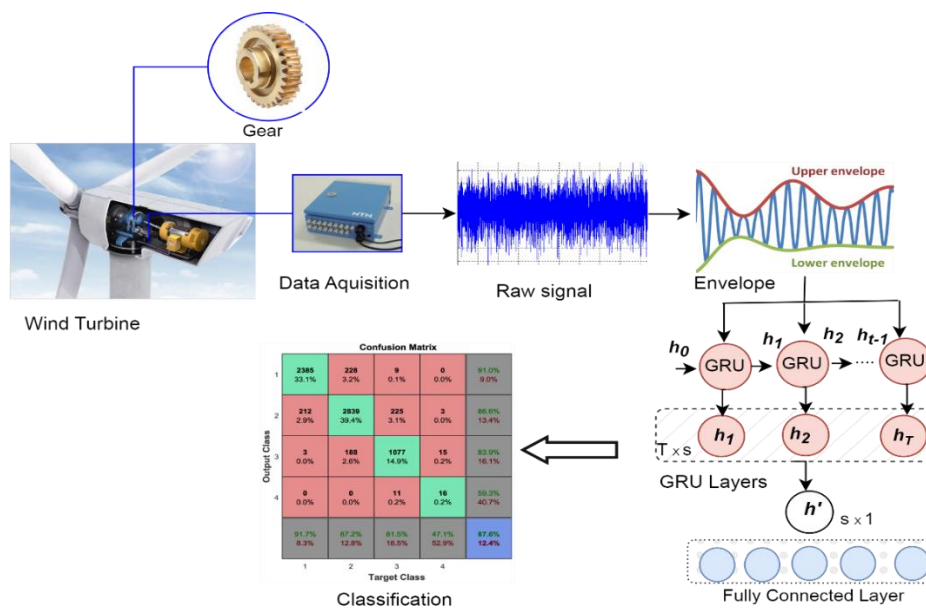 Gear
NTN
Wind Turbine
Data Aquisition
Raw signal
Upper envelope
Lower envelope
Envelope
h0
h1
h2
ht-1
GRU
GRU
GRU
h1
h2
hT
T x s
GRU Layers
h'
s x 1
Fully Connected Layer
Confusion Matrix
Output Class
1
2385
228
9
0
91.0%
33.1%
3.2%
0.1%
0.0%
9.0%
2
212
2839
225
3
86.6%
2.9%
39.4%
3.1%
0.0%
13.4%
3
3
188
1077
15
83.9%
0.0%
2.6%
14.9%
0.2%
16.1%
4
0
0
11
16
59.3%
0.0%
0.0%
0.2%
0.2%
40.7%
91.7%
87.2%
81.5%
47.1%
87.6%
8.3%
12.8%
18.5%
52.9%
12.4%
1
2
3
4
Target Class
Classification